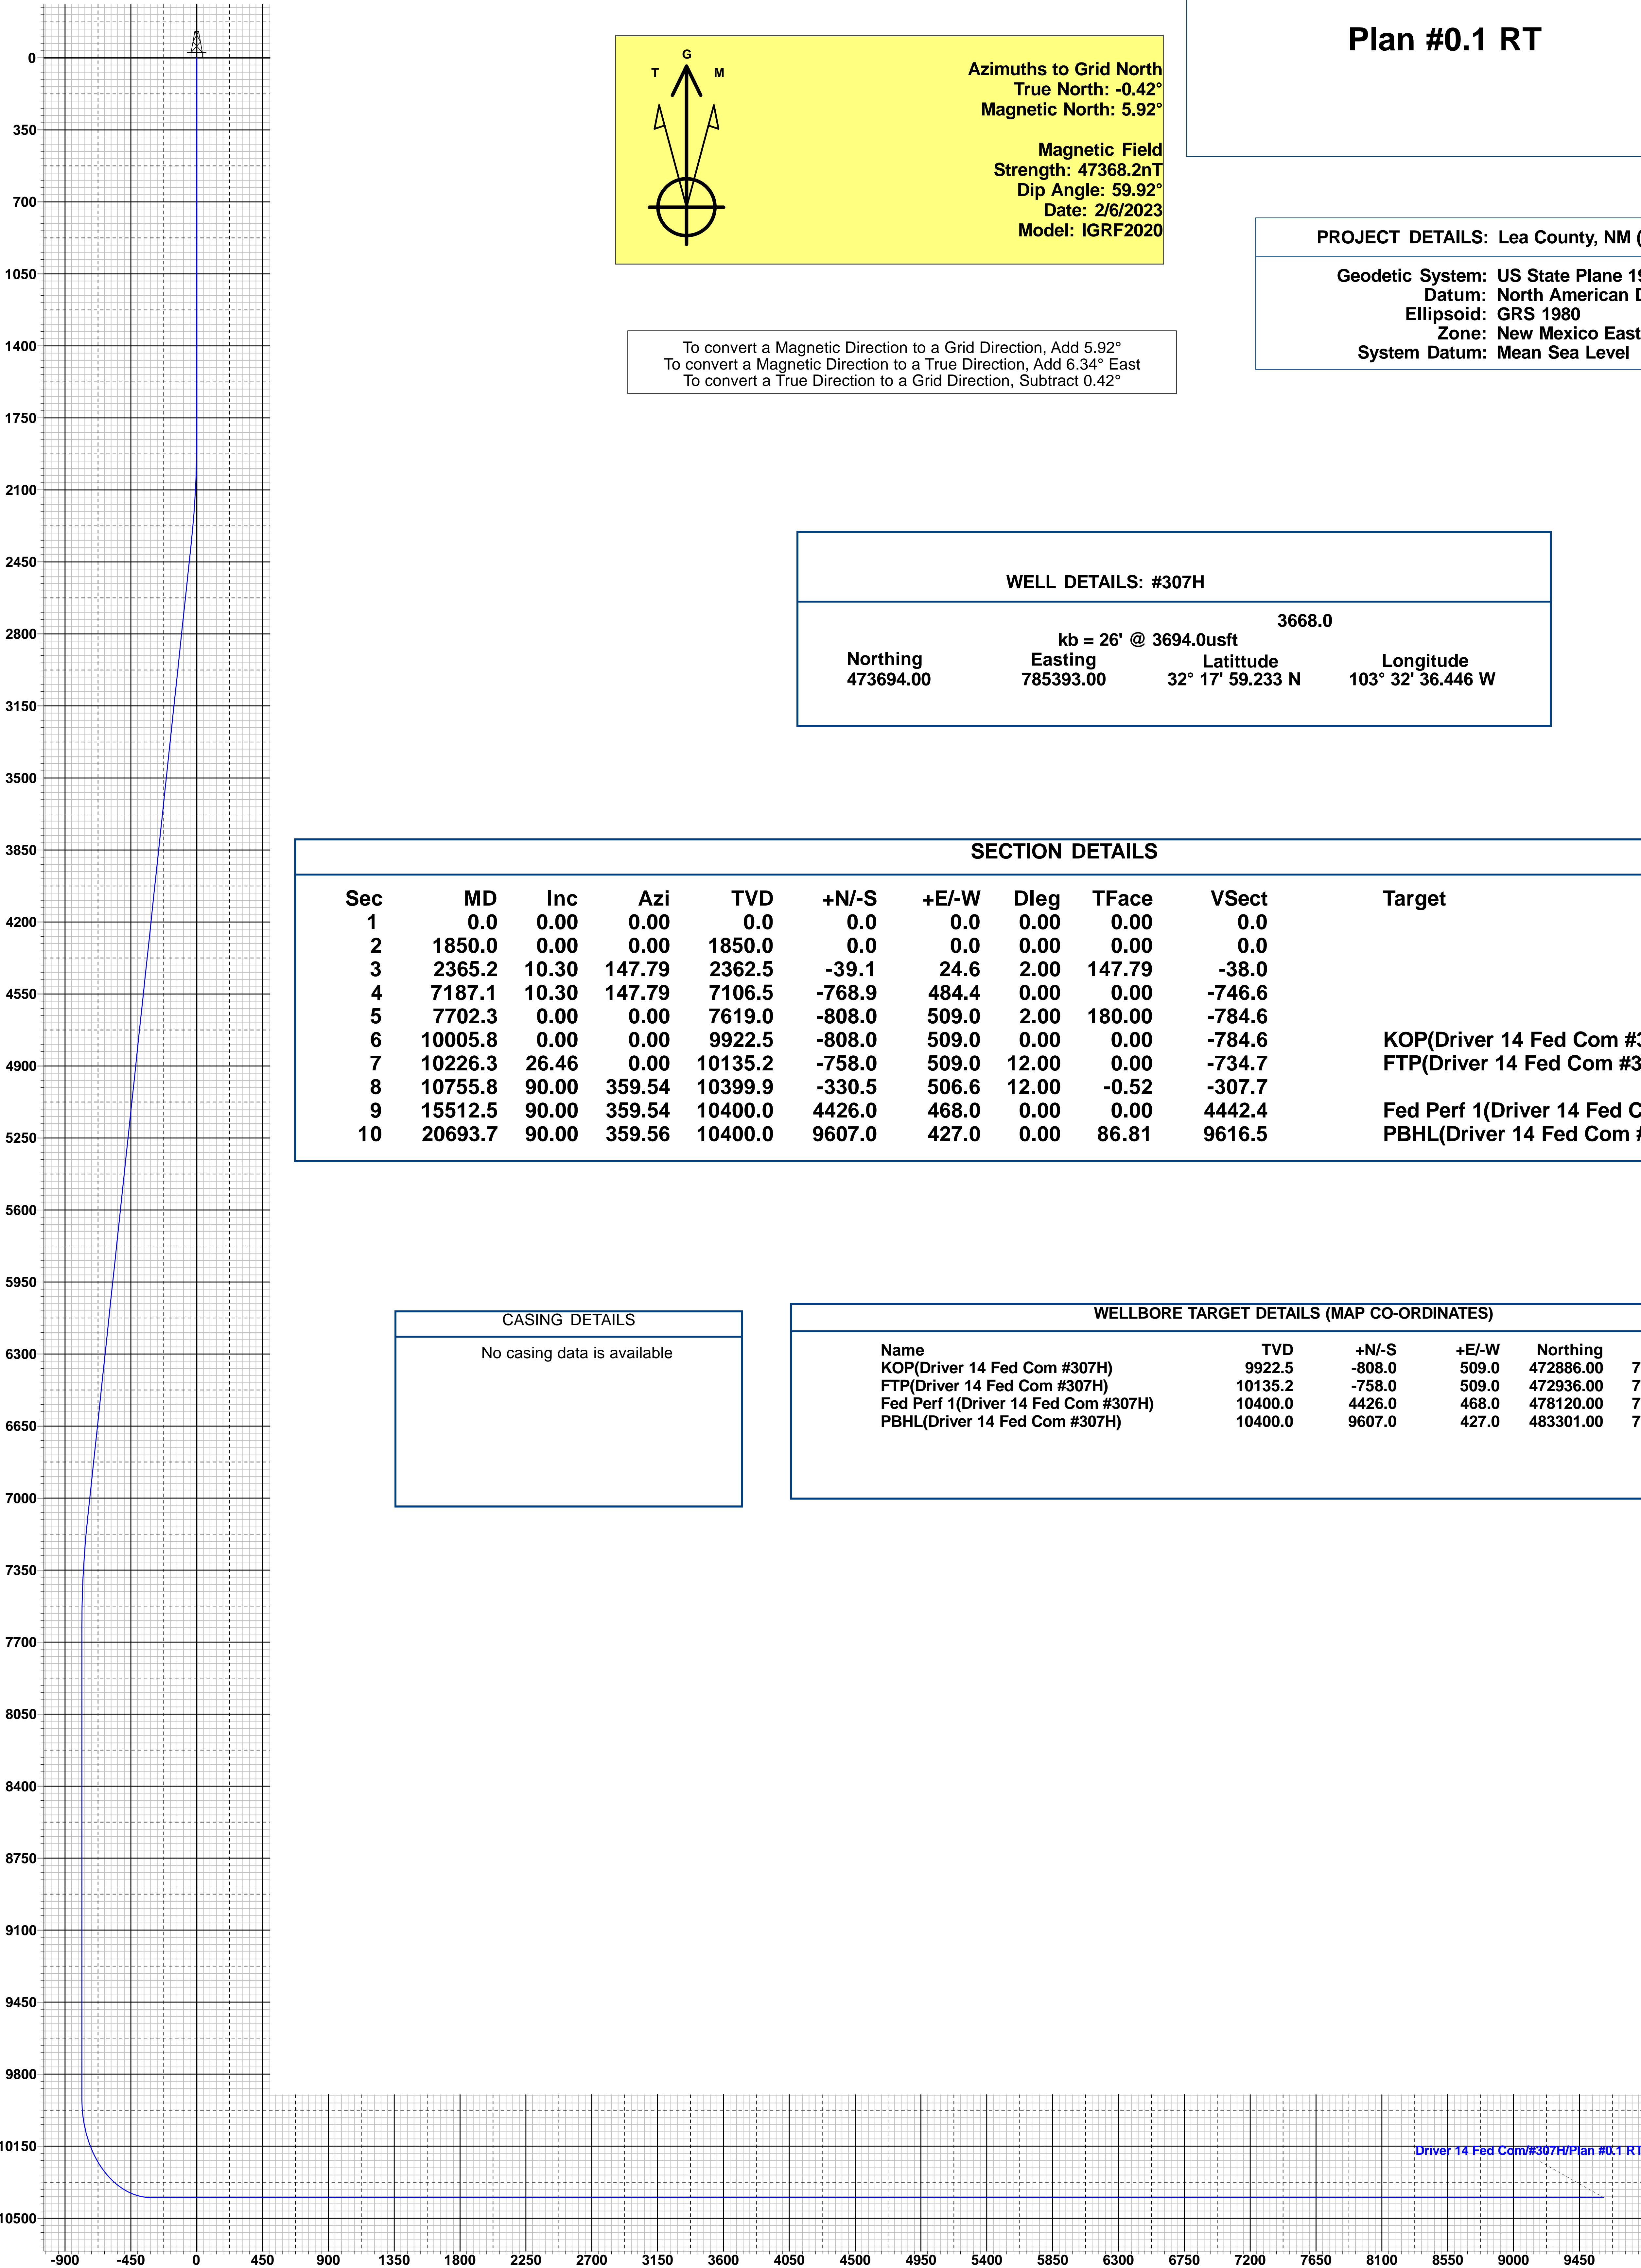 Plan #0.1 RT
G
T M
Azimuths to Grid North
True North: -0.42°
Magnetic North: 5.92°
Magnetic Field
Strength: 47368.2nT
Dip Angle: 59.92°
Date: 2/6/2023
Model: IGRF2020
PROJECT DETAILS: Lea County, NM (
Geodetic System: US State Plane 19
Datum: North American D
Ellipsoid: GRS 1980
Zone: New Mexico East
System Datum: Mean Sea Level
To convert a Magnetic Direction to a Grid Direction, Add 5.92°
To convert a Magnetic Direction to a True Direction, Add 6.34° East
To convert a True Direction to a Grid Direction, Subtract 0.42°
WELL DETAILS: #307H
3668.0
kb = 26' @ 3694.0usft
Northing Easting Latittude Longitude
473694.00 785393.00 32° 17' 59.233 N 103° 32' 36.446 W
SECTION DETAILS
Sec MD Inc Azi TVD +N/-S +E/-W Dleg TFace VSect Target
1 0.0 0.00 0.00 0.0 0.0 0.0 0.00 0.00 0.0
2 1850.0 0.00 0.00 1850.0 0.0 0.0 0.00 0.00 0.0
3 2365.2 10.30 147.79 2362.5 -39.1 24.6 2.00 147.79 -38.0
4 7187.1 10.30 147.79 7106.5 -768.9 484.4 0.00 0.00 -746.6
5 7702.3 0.00 0.00 7619.0 -808.0 509.0 2.00 180.00 -784.6
6 10005.8 0.00 0.00 9922.5 -808.0 509.0 0.00 0.00 -784.6 KOP(Driver 14 Fed Com #3
7 10226.3 26.46 0.00 10135.2 -758.0 509.0 12.00 0.00 -734.7 FTP(Driver 14 Fed Com #3
8 10755.8 90.00 359.54 10399.9 -330.5 506.6 12.00 -0.52 -307.7
9 15512.5 90.00 359.54 10400.0 4426.0 468.0 0.00 0.00 4442.4 Fed Perf 1(Driver 14 Fed C
10 20693.7 90.00 359.56 10400.0 9607.0 427.0 0.00 86.81 9616.5 PBHL(Driver 14 Fed Com #
CASING DETAILS
No casing data is available
WELLBORE TARGET DETAILS (MAP CO-ORDINATES)
Name TVD +N/-S +E/-W Northing
KOP(Driver 14 Fed Com #307H) 9922.5 -808.0 509.0 472886.00 7
FTP(Driver 14 Fed Com #307H) 10135.2 -758.0 509.0 472936.00 7
Fed Perf 1(Driver 14 Fed Com #307H) 10400.0 4426.0 468.0 478120.00 7
PBHL(Driver 14 Fed Com #307H) 10400.0 9607.0 427.0 483301.00 7
0
350
700
1050
1400
1750
2100
2450
2800
3150
3500
3850
4200
4550
4900
5250
5600
5950
6300
6650
7000
7350
7700
8050
8400
8750
9100
9450
9800
10150
10500
Driver 14 Fed Com/#307H/Plan #0.1 RT
-900 -450 0 450 900 1350 1800 2250 2700 3150 3600 4050 4500 4950 5400 5850 6300 6750 7200 7650 8100 8550 9000 9450